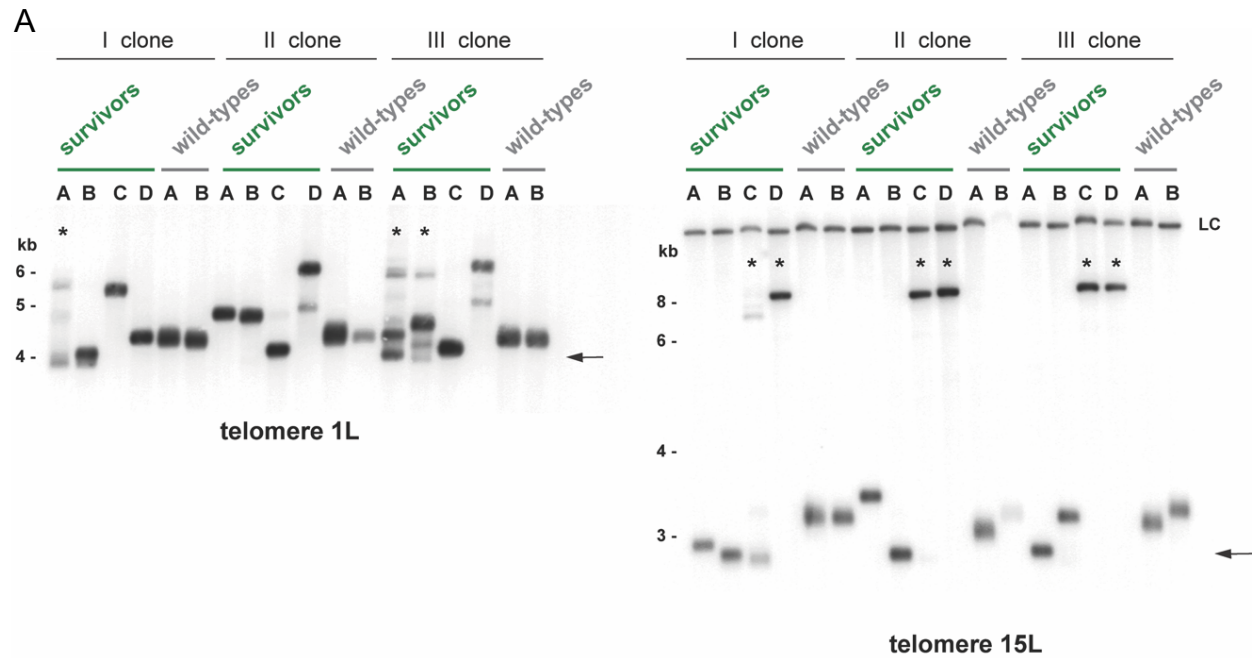 A
I clone II clone III clone
survivors wild-types survivors wild-types survivors wild-types
A B C D A B A B C D A B A B C D A B
* * *
kb
6 -
5 -
4 -
telomere 1L
I clone II clone III clone
survivors wild-types survivors wild-types survivors wild-types
A B C D A B A B C D A B A B C D A B
LC
kb
* * * * * *
8 -
6 -
4 -
3 -
telomere 15L